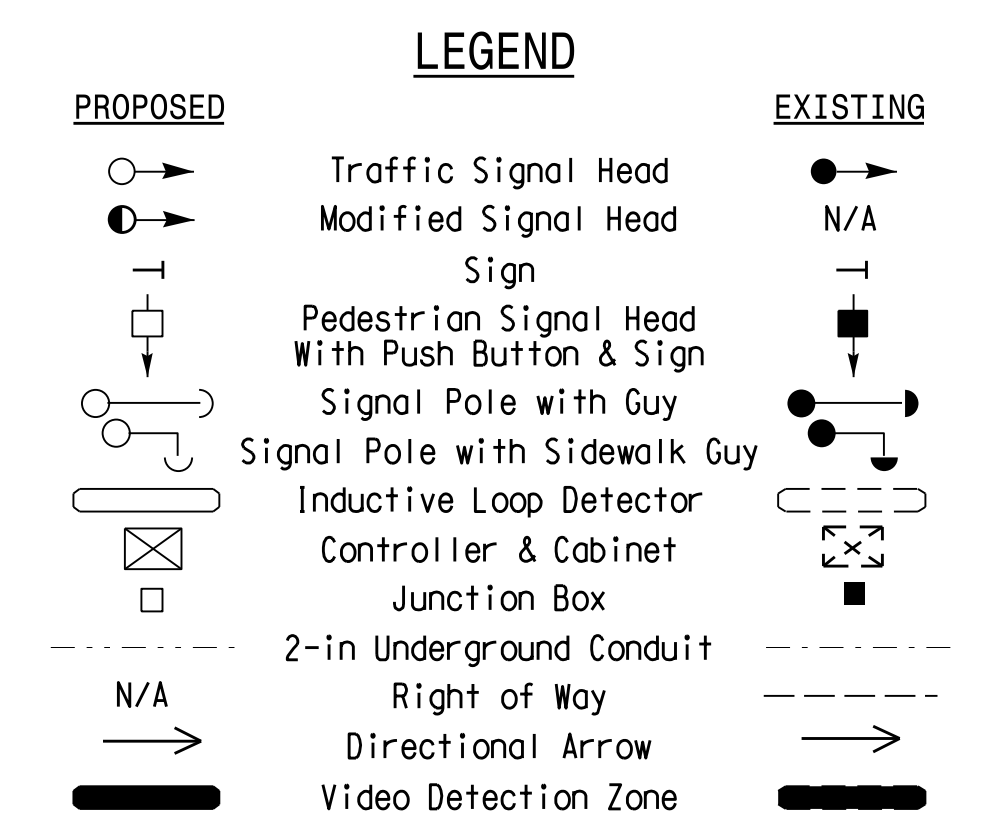 LEGEND
PROPOSED EXISTING
Traffic Signal Head
Modified Signal Head N/A
Sign
Pedestrian Signal Head
With Push Button & Sign
Signal Pole with Guy
Signal Pole with Sidewalk Guy
Inductive Loop Detector
Controller & Cabinet
Junction Box
2-in Underground Conduit
N/A Right of Way
Directional Arrow
Video Detection Zone